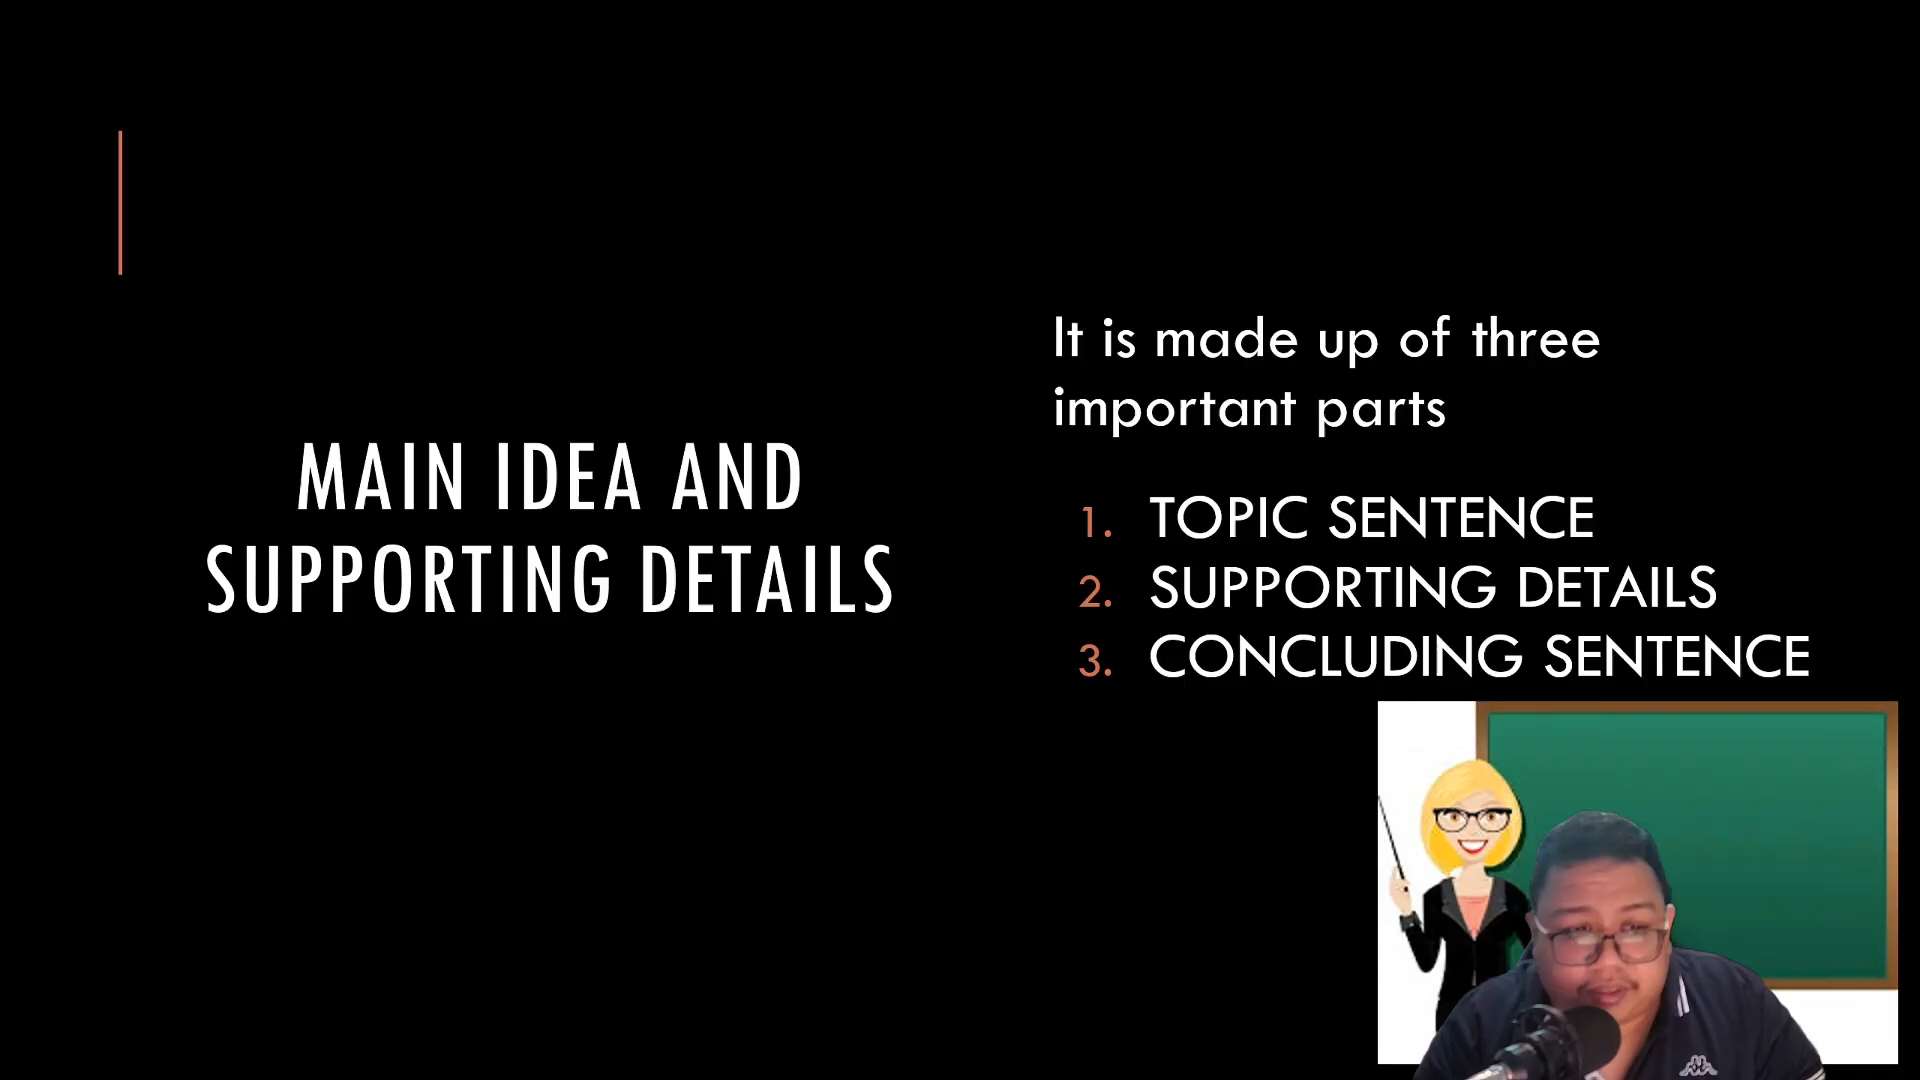 MAIN IDEA AND
SUPPORTING DETAILS
It is made up of three
important parts
1. TOPIC SENTENCE
2. SUPPORTING DETAILS
3. CONCLUDING SENTENCE